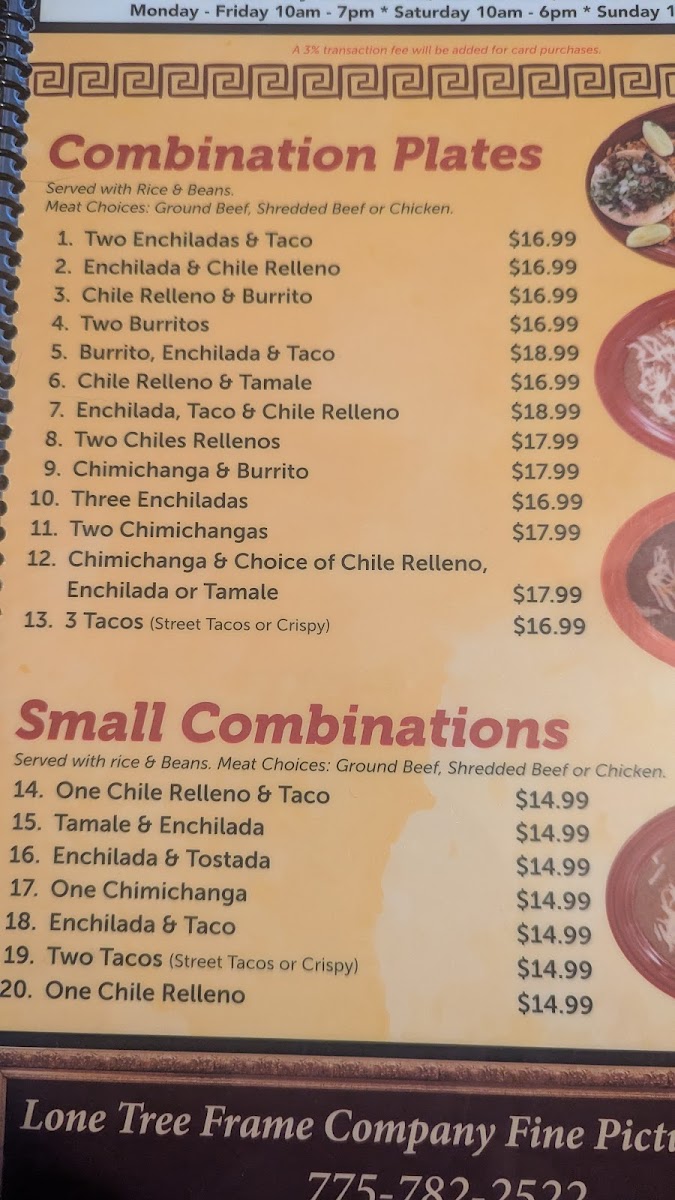 Monday - Friday 10am - 7pm * Saturday 10am - 6pm * Sunday 1
A 3% transaction fee will be added for card purchases.
Combination Plates
Served with Rice & Beans.
Meat Choices: Ground Beef, Shredded Beef or Chicken.
1. Two Enchiladas & Taco $16.99
2. Enchilada & Chile Relleno $16.99
3. Chile Relleno & Burrito $16.99
4. Two Burritos $16.99
5. Burrito, Enchilada & Taco $18.99
6. Chile Relleno & Tamale $16.99
7. Enchilada, Taco & Chile Relleno $18.99
8. Two Chiles Rellenos $17.99
9. Chimichanga & Burrito $17.99
10. Three Enchiladas $16.99
11. Two Chimichangas $17.99
12. Chimichanga & Choice of Chile Relleno,
Enchilada or Tamale $17.99
13. 3 Tacos (Street Tacos or Crispy) $16.99
Small Combinations
Served with rice & Beans. Meat Choices: Ground Beef, Shredded Beef or Chicken.
14. One Chile Relleno & Taco $14.99
15. Tamale & Enchilada $14.99
16. Enchilada & Tostada $14.99
17. One Chimichanga $14.99
18. Enchilada & Taco $14.99
19. Two Tacos (Street Tacos or Crispy) $14.99
20. One Chile Relleno $14.99
Lone Tree Frame Company Fine Pictu
775-782-2522